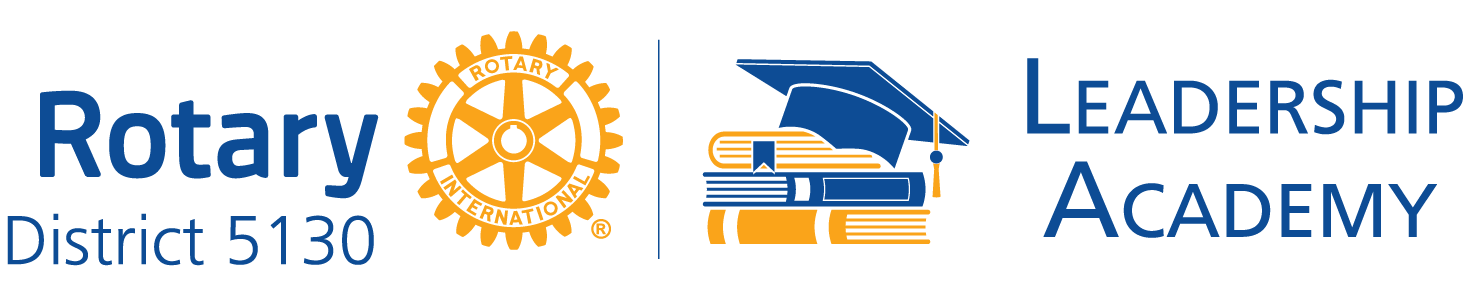 Rotary
District 5130
ROTARY
INTERNATIONAL
®
LEADERSHIP
ACADEMY